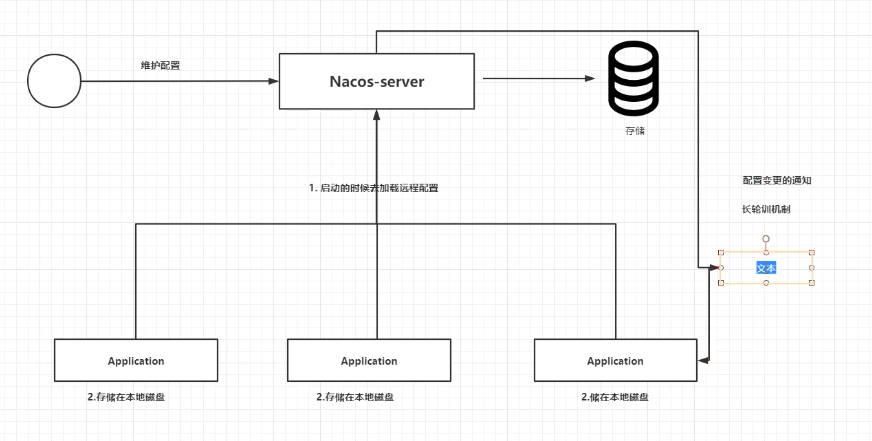 维护配置
Nacos-server
存储
1. 启动的时候去加载远程配置
配置变更的通知
长轮训机制
文本
Application
Application
Application
2.存储在本地磁盘
2.存储在本地磁盘
2.储在本地磁盘